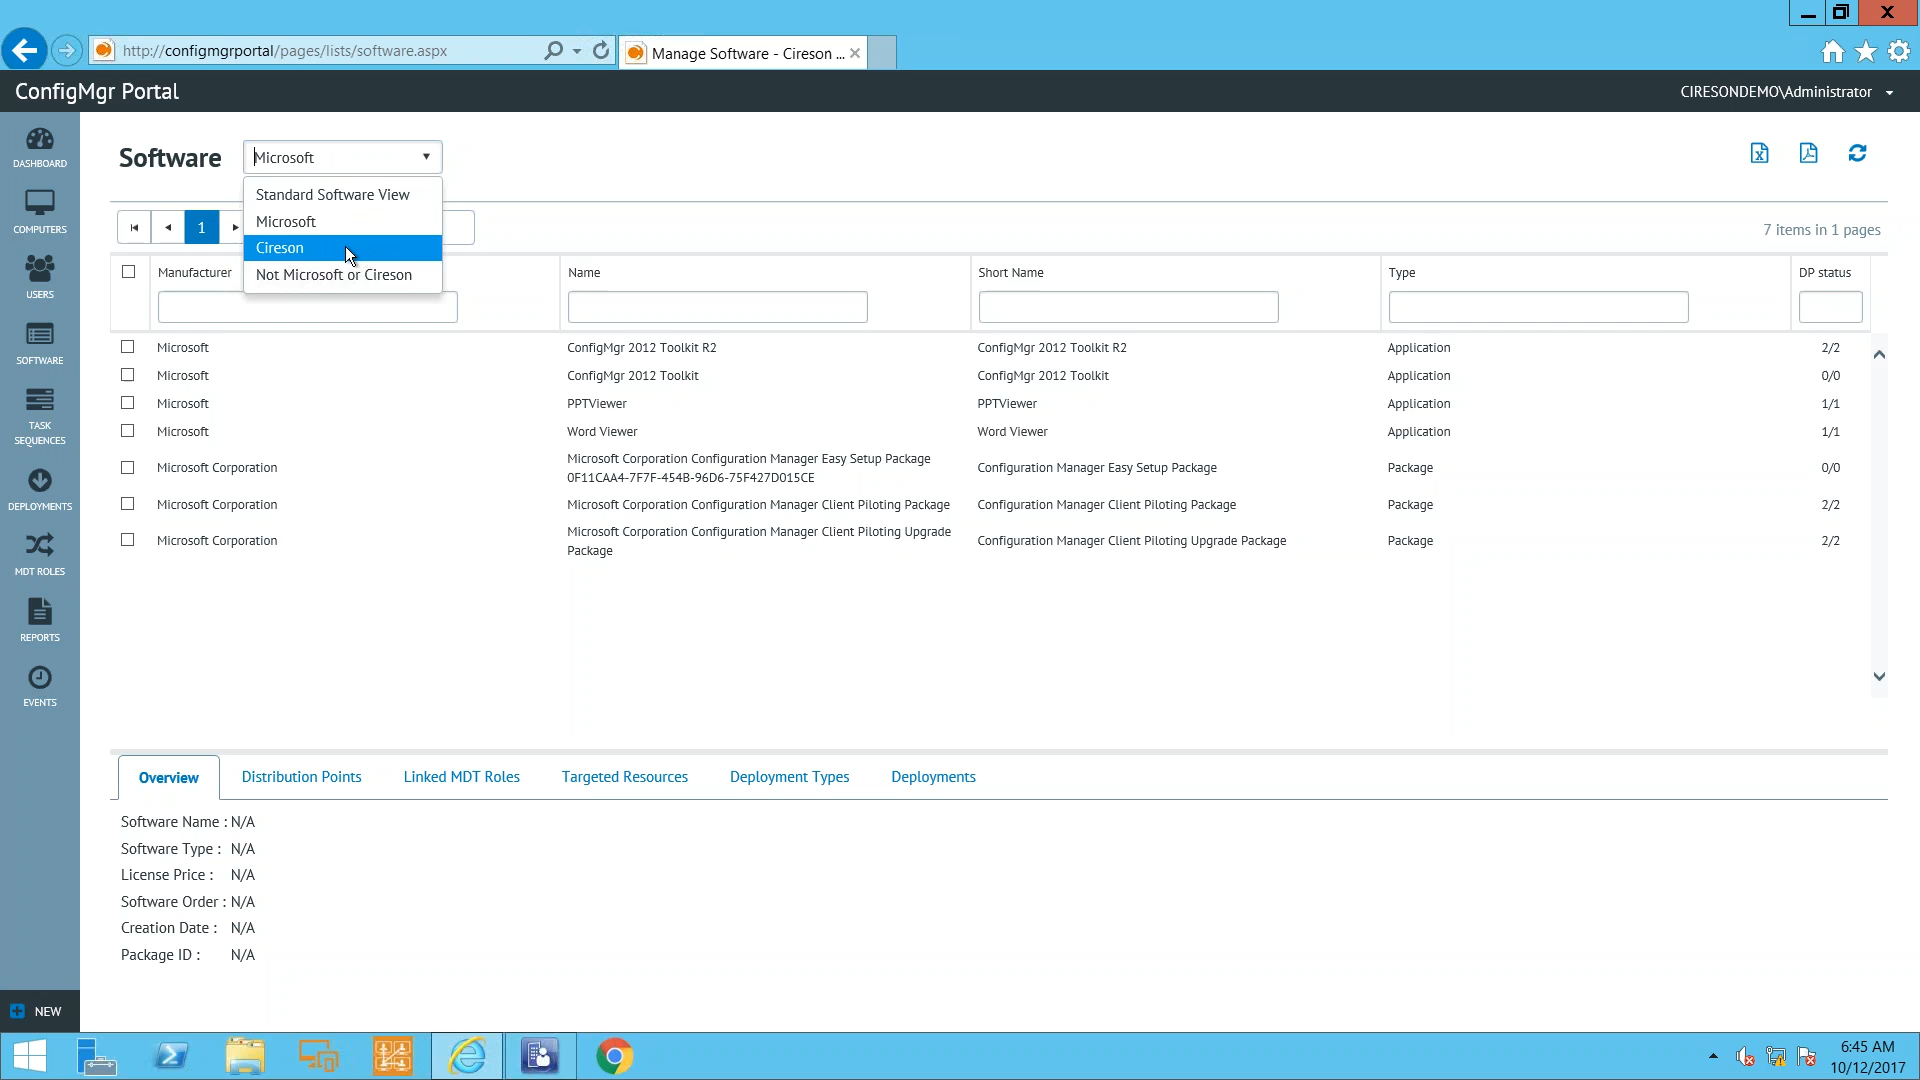 http://configmgrportal/pages/lists/software.aspx
Manage Software - Cireson ...
ConfigMgr Portal
CIRESONDEMO\Administrator
DASHBOARD
COMPUTERS
USERS
SOFTWARE
TASK
SEQUENCES
DEPLOYMENTS
MDT ROLES
REPORTS
EVENTS
NEW
Software
Microsoft
Standard Software View
Microsoft
Cireson
Not Microsoft or Cireson
1
7 items in 1 pages
Manufacturer Name Short Name Type DP status
Microsoft ConfigMgr 2012 Toolkit R2 ConfigMgr 2012 Toolkit R2 Application 2/2
Microsoft ConfigMgr 2012 Toolkit ConfigMgr 2012 Toolkit Application 0/0
Microsoft PPTViewer PPTViewer Application 1/1
Microsoft Word Viewer Word Viewer Application 1/1
Microsoft Corporation Microsoft Corporation Configuration Manager Easy Setup Package
0F11CAA4-7F7F-454B-96D6-75F427D015CE Configuration Manager Easy Setup Package Package 0/0
Microsoft Corporation Microsoft Corporation Configuration Manager Client Piloting Package Configuration Manager Client Piloting Package Package 2/2
Microsoft Corporation Microsoft Corporation Configuration Manager Client Piloting Upgrade
Package Configuration Manager Client Piloting Upgrade Package Package 2/2
Overview Distribution Points Linked MDT Roles Targeted Resources Deployment Types Deployments
Software Name : N/A
Software Type : N/A
License Price : N/A
Software Order : N/A
Creation Date : N/A
Package ID : N/A
6:45 AM
10/12/2017